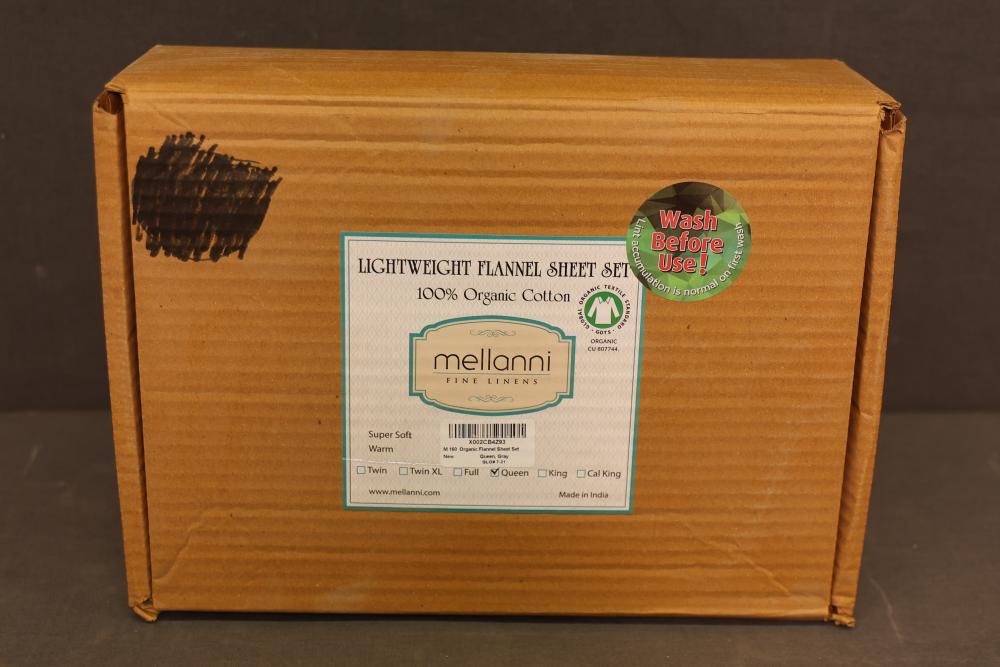 Wash
Before
Use!
Lint accumulation is normal on first wash
LIGHTWEIGHT FLANNEL SHEET SET
100% Organic Cotton
GLOBAL ORGANIC TEXTILE STANDARD
· GOTS ·
ORGANIC
CU 807744.
mellanni
FINE LINENS
Super Soft
Warm
X002CB4Z93
M 160 Organic Flannel Sheet Set
New Queen, Gray
Twin Twin XL Full Queen King Cal King
www.mellanni.com Made in India